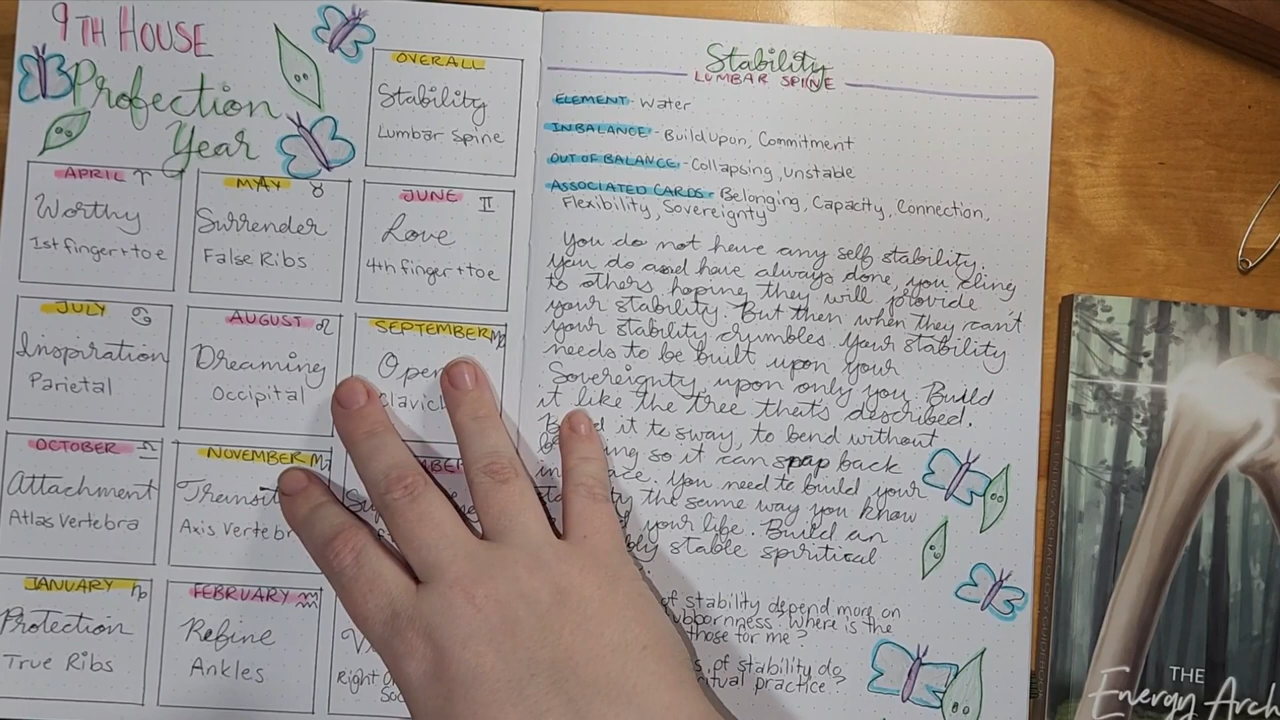 9TH HOUSE
Profection
Year
OVERALL
Stability
Lumbar Spine
APRIL ♈
Worthy
1st finger + toe
MAY ♉
Surrender
False Ribs
JUNE ♊
Love
4th finger + toe
JULY ♋
Inspiration
Parietal
AUGUST ♌
Dreaming
Occipital
SEPTEMBER ♍
Open
OCTOBER ♎
Attachment
Atlas Vertebra
NOVEMBER ♏
Axis
JANUARY ♑
Protection
True Ribs
FEBRUARY ♒
Refine
Ankles
Right
Stability
LUMBAR SPINE
ELEMENT - Water
IN BALANCE - Build Upon, Commitment
OUT OF BALANCE - Collapsing, unstable
ASSOCIATED CARDS - Belonging, Capacity, Connection,
Flexibility, Sovereignty
You do not have any self stability.
You do and have always done, you cling
to others hoping they will provide
your stability. But then when they can't
your stability crumbles. Your stability
needs to be built upon your
Sovereignty, upon only you. Build
it like the tree that's described.
it to sway, to bend without
so it can snap back
You need to build your
the same way you know
your life. Build an
stable spiritical
of stability depend more on
Where is the
those for me?
of stability do
practice?
THE ENERGY ARCHAEOLOGY GUIDEBOOK
THE
Energy Arch